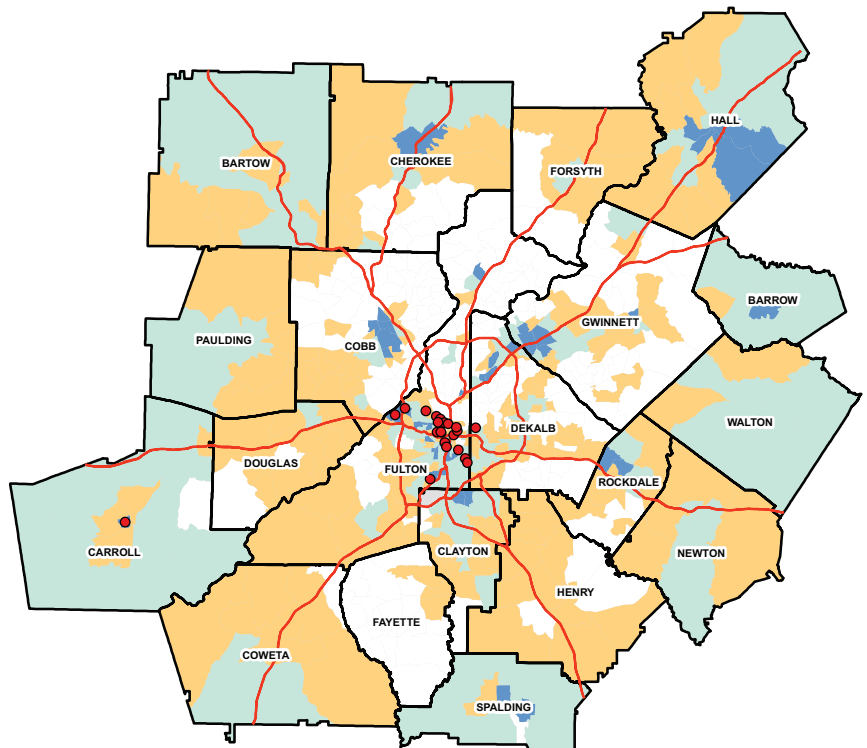 HALL
BARTOW
CHEROKEE
FORSYTH
BARROW
GWINNETT
PAULDING
COBB
WALTON
DEKALB
DOUGLAS
FULTON
ROCKDALE
CARROLL
CLAYTON
NEWTON
HENRY
FAYETTE
COWETA
SPALDING